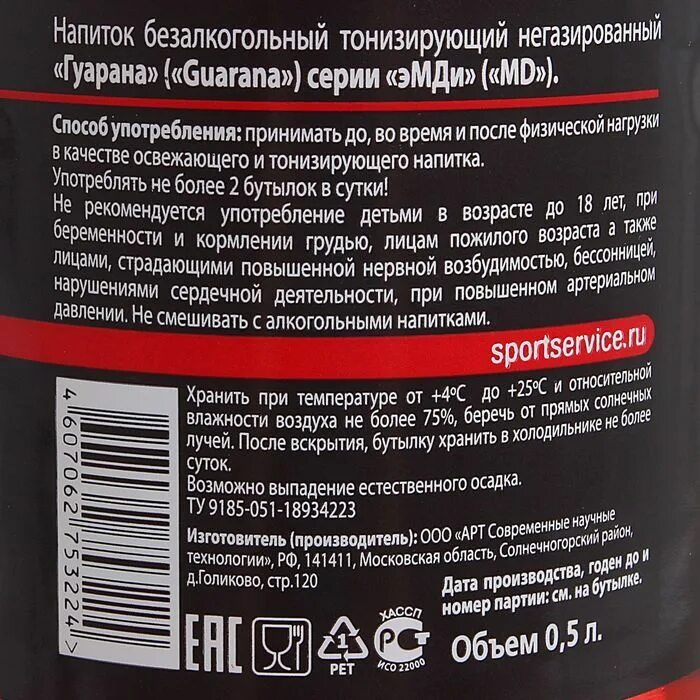 Напиток безалкогольный тонизирующий негазированный
«Гуарана» («Guarana») серии «эМДи» («MD»).
Способ употребления: принимать до, во время и после физической нагрузки
в качестве освежающего и тонизирующего напитка.
Употреблять не более 2 бутылок в сутки!
Не рекомендуется употребление детьми в возрасте до 18 лет, при
беременности и кормлении грудью, лицам пожилого возраста а также
лицами, страдающими повышенной нервной возбудимостью, бессонницей,
нарушениями сердечной деятельности, при повышенном артериальном
давлении. Не смешивать с алкогольными напитками.
sportservice.ru
Хранить при температуре от +4ºС до +25ºС и относительной
влажности воздуха не более 75%, беречь от прямых солнечных
лучей. После вскрытия, бутылку хранить в холодильнике не более
суток.
Возможно выпадение естественного осадка.
ТУ 9185-051-18934223
Изготовитель (производитель): ООО «АРТ Современные научные
технологии», РФ, 141411, Московская область, Солнечногорский район,
д.Голиково, стр.120
Дата производства, годен до и
номер партии: см. на бутылке.
4 607062 753224 >
EAC
1
PET
ХАССП
РСТ
ИСО 22000
Объем 0,5 л.